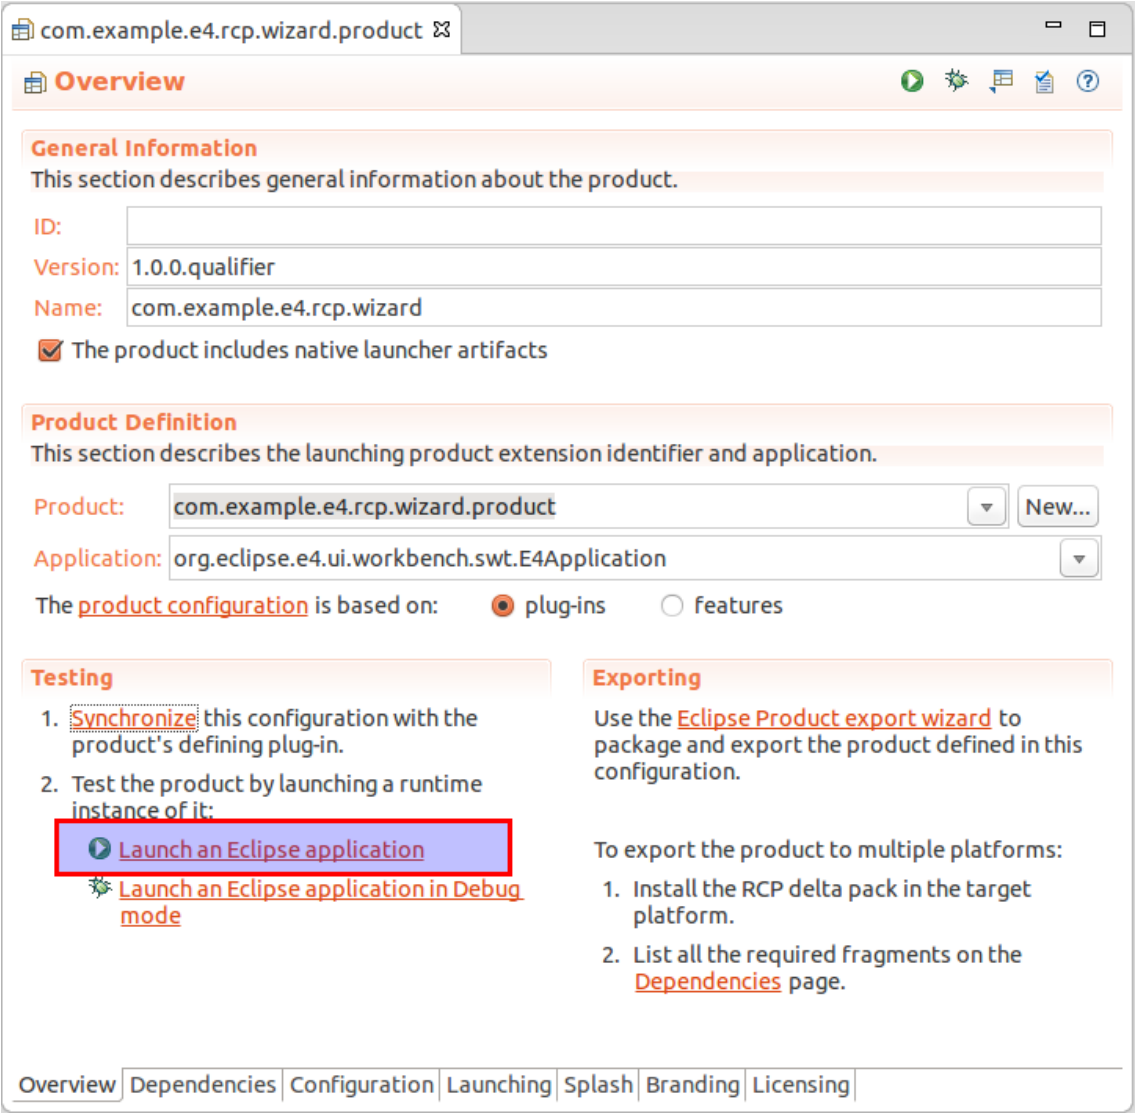 com.example.e4.rcp.wizard.product
Overview
General Information
This section describes general information about the product.
ID:
Version: 1.0.0.qualifier
Name: com.example.e4.rcp.wizard
The product includes native launcher artifacts
Product Definition
This section describes the launching product extension identifier and application.
Product: com.example.e4.rcp.wizard.product New...
Application: org.eclipse.e4.ui.workbench.swt.E4Application
The product configuration is based on: plug-ins features
Testing
1. Synchronize this configuration with the
product's defining plug-in.
2. Test the product by launching a runtime
instance of it:
Launch an Eclipse application
Launch an Eclipse application in Debug
mode
Exporting
Use the Eclipse Product export wizard to
package and export the product defined in this
configuration.
To export the product to multiple platforms:
1. Install the RCP delta pack in the target
platform.
2. List all the required fragments on the
Dependencies page.
Overview Dependencies Configuration Launching Splash Branding Licensing